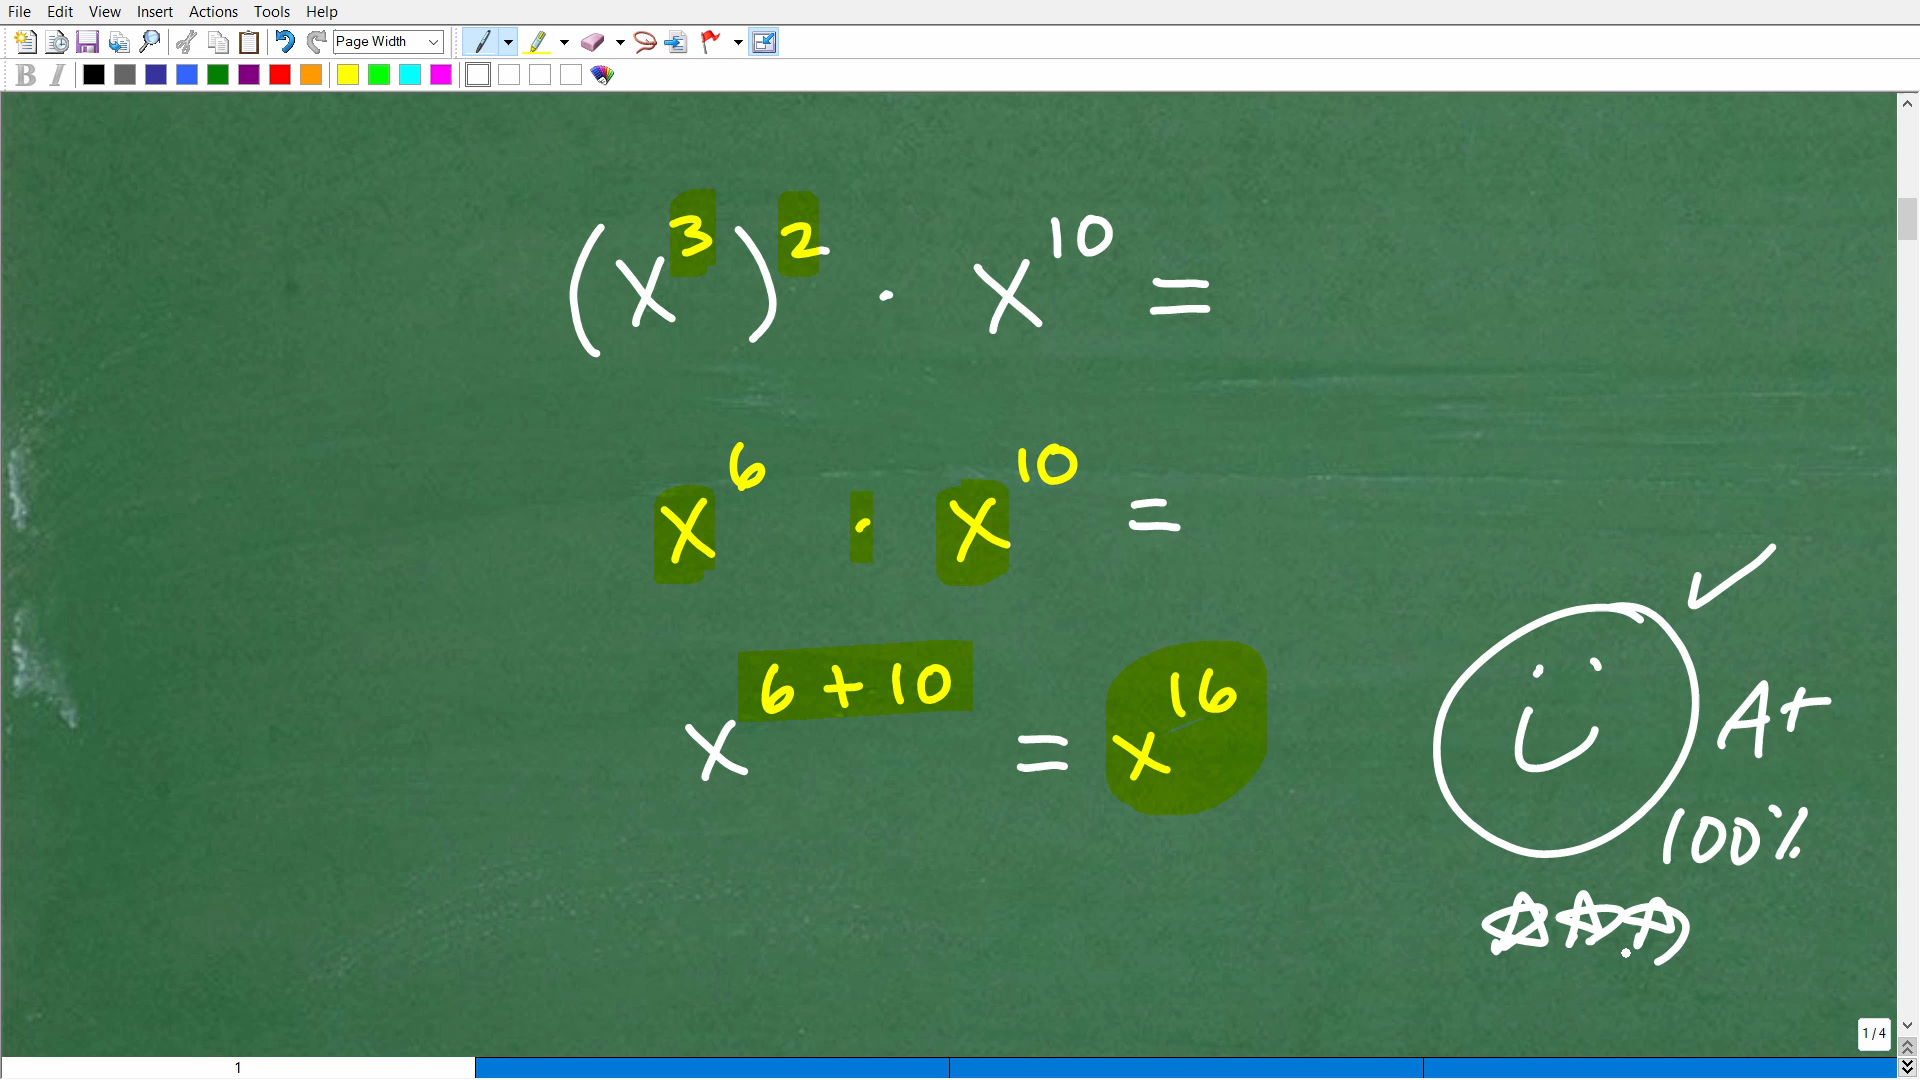 File Edit View Insert Actions Tools Help
Page Width
B I
(x³)² · x¹⁰ =
x⁶ · x¹⁰ =
x⁶⁺¹⁰ = x¹⁶
A+
100%
1 / 4
1